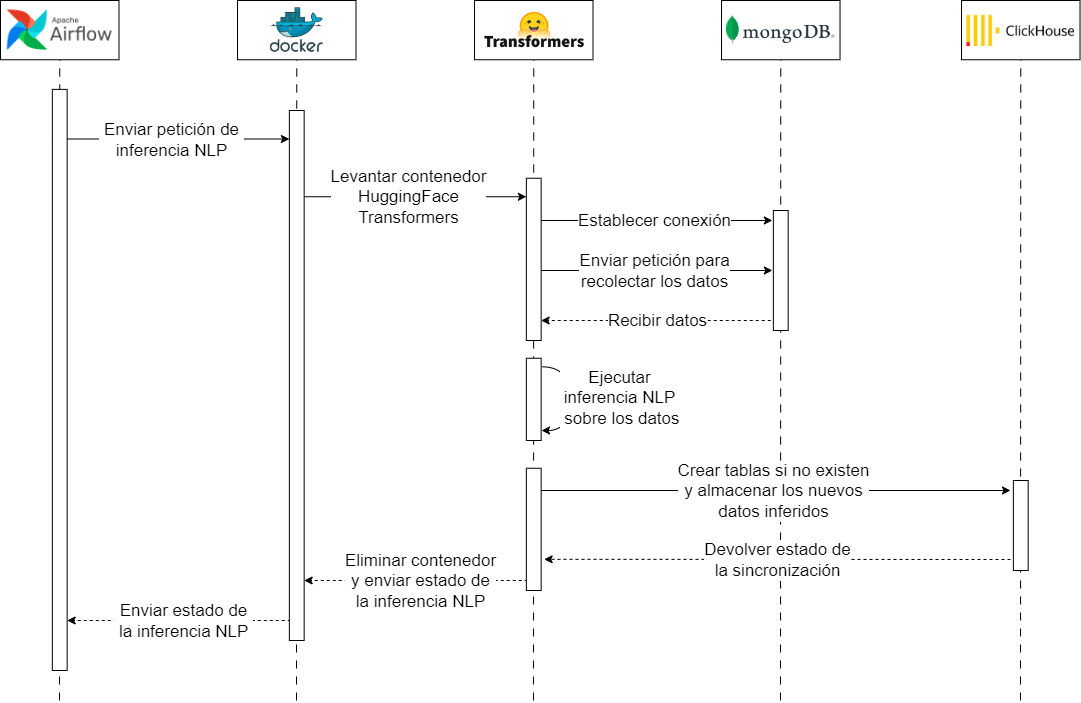 Apache
Airflow
docker
Transformers
mongoDB.
ClickHouse
Enviar petición de
inferencia NLP
Levantar contenedor
HuggingFace
Transformers
Establecer conexión
Enviar petición para
recolectar los datos
Recibir datos
Ejecutar
inferencia NLP
sobre los datos
Crear tablas si no existen
y almacenar los nuevos
datos inferidos
Devolver estado de
la sincronización
Eliminar contenedor
y enviar estado de
la inferencia NLP
Enviar estado de
la inferencia NLP